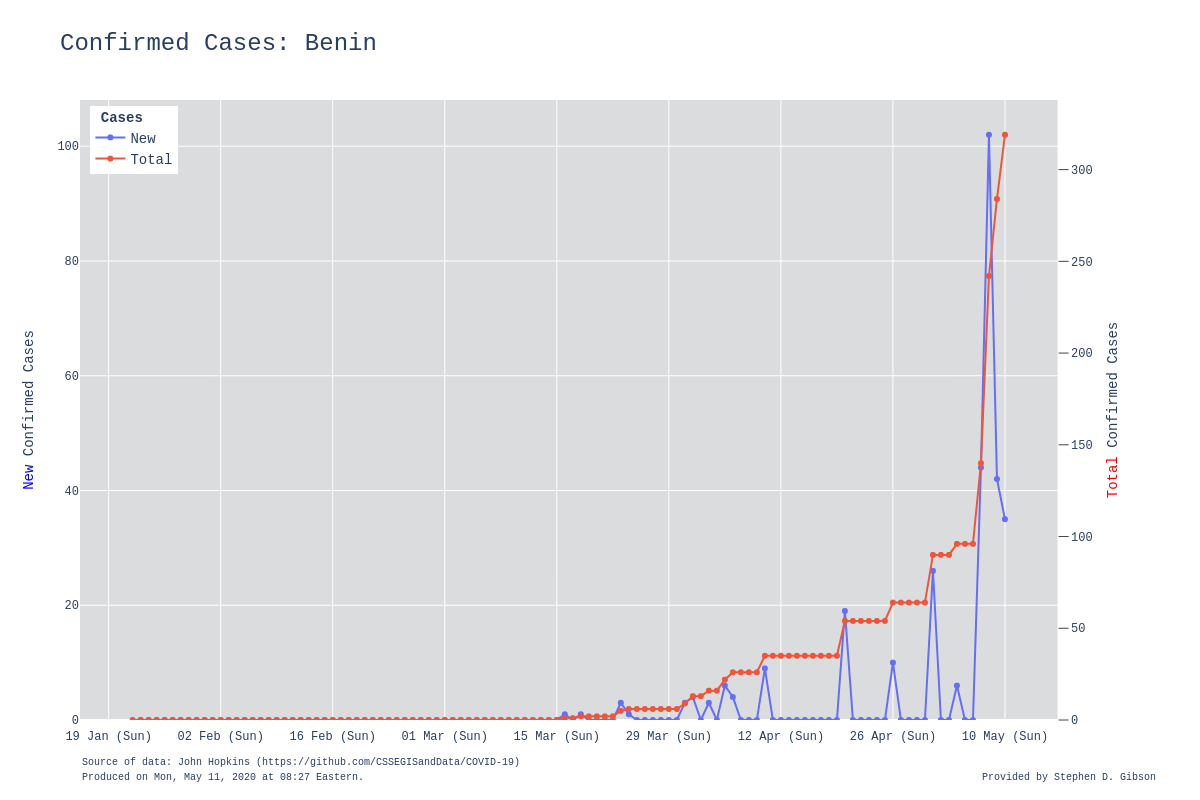 Confirmed Cases: Benin
Cases
New
Total
100
80
60
40
20
0
300
250
200
150
100
50
0
New Confirmed Cases
Total Confirmed Cases
19 Jan (Sun) 02 Feb (Sun) 16 Feb (Sun) 01 Mar (Sun) 15 Mar (Sun) 29 Mar (Sun) 12 Apr (Sun) 26 Apr (Sun) 10 May (Sun)
Source of data: John Hopkins (https://github.com/CSSEGISandData/COVID-19)
Produced on Mon, May 11, 2020 at 08:27 Eastern.
Provided by Stephen D. Gibson